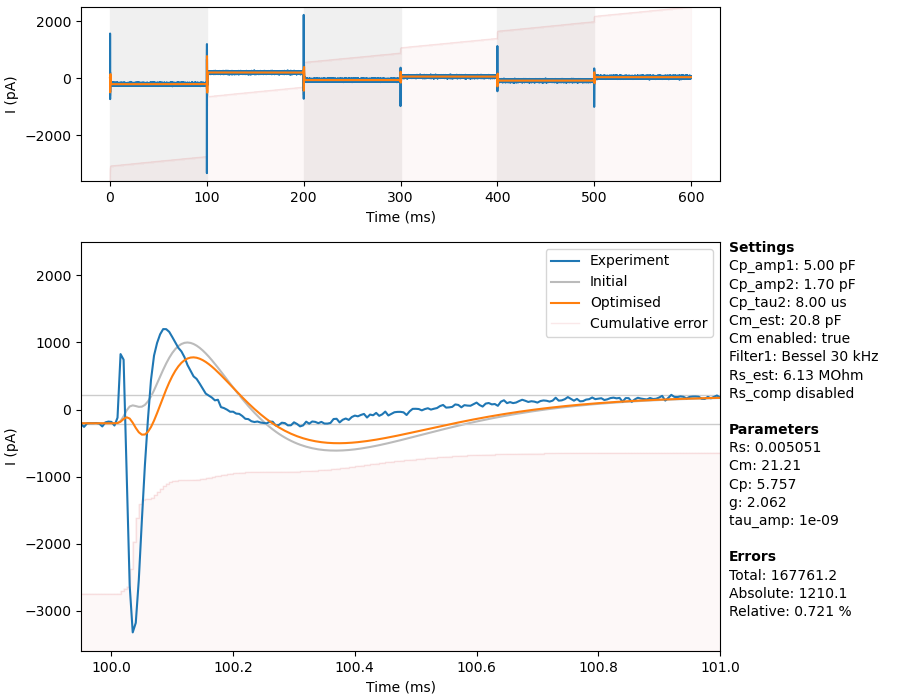 2000
0
−2000
I (pA)
0 100 200 300 400 500 600
Time (ms)
2000
1000
0
−1000
−2000
−3000
I (pA)
Experiment
Initial
Optimised
Cumulative error
100.0 100.2 100.4 100.6 100.8 101.0
Time (ms)
Settings
Cp_amp1: 5.00 pF
Cp_amp2: 1.70 pF
Cp_tau2: 8.00 us
Cm_est: 20.8 pF
Cm enabled: true
Filter1: Bessel 30 kHz
Rs_est: 6.13 MOhm
Rs_comp disabled
Parameters
Rs: 0.005051
Cm: 21.21
Cp: 5.757
g: 2.062
tau_amp: 1e-09
Errors
Total: 167761.2
Absolute: 1210.1
Relative: 0.721 %